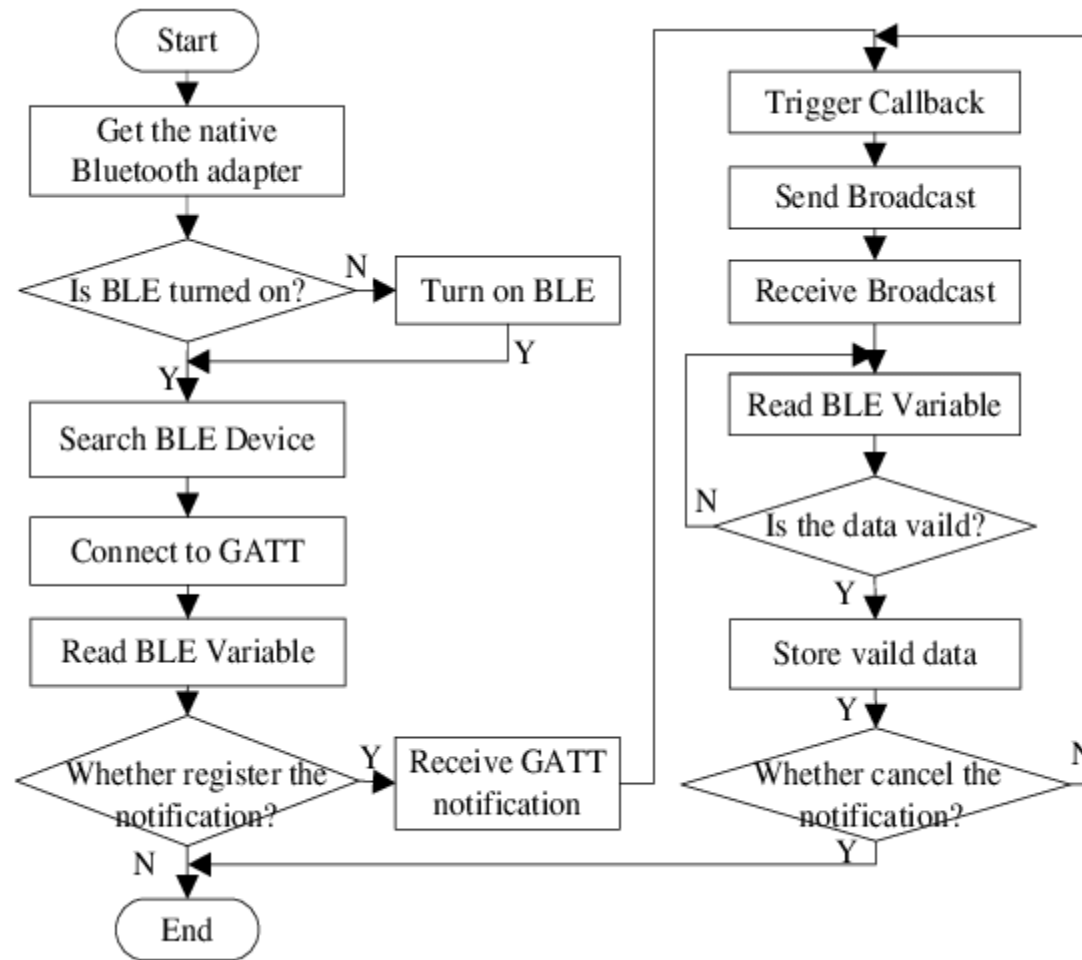 Start
Get the native
Bluetooth adapter
Is BLE turned on?
N
Turn on BLE
Y
Y
Search BLE Device
Connect to GATT
Read BLE Variable
Whether register the
notification?
Y
Receive GATT
notification
N
End
Trigger Callback
Send Broadcast
Receive Broadcast
Read BLE Variable
Is the data vaild?
N
Y
Store vaild data
Y
Whether cancel the
notification?
N
Y